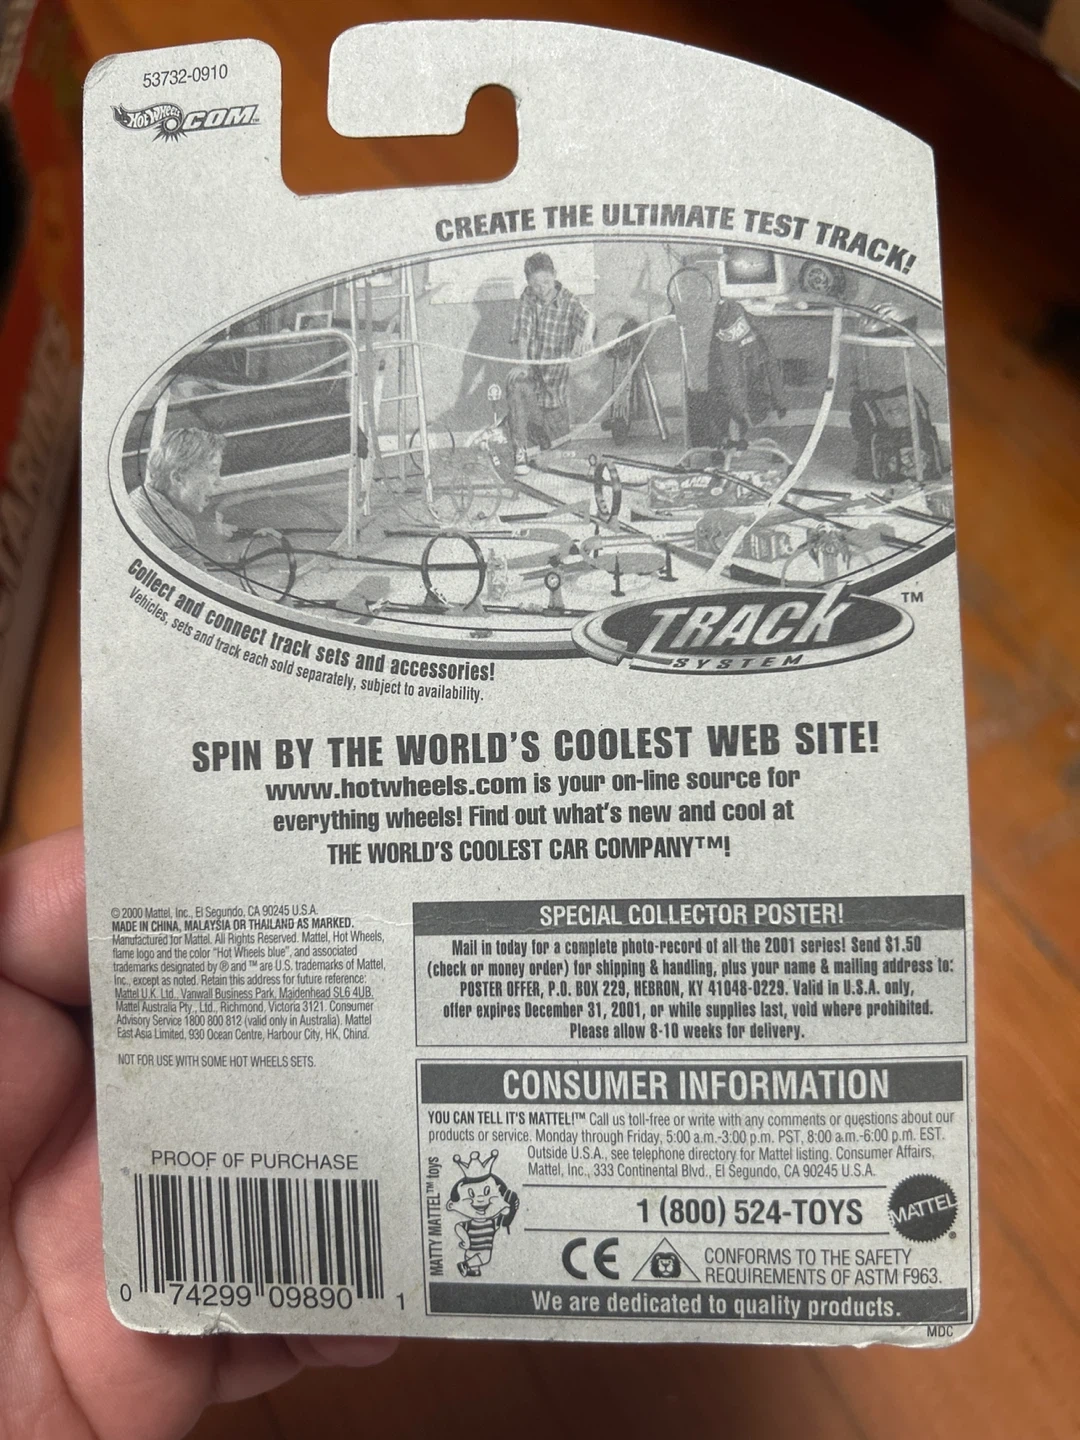 53732-0910
Hot Wheels.COM™
CREATE THE ULTIMATE TEST TRACK!
Collect and connect track sets and accessories!
Vehicles, sets and track each sold separately, subject to availability.
TRACK ™
SYSTEM
SPIN BY THE WORLD'S COOLEST WEB SITE!
www.hotwheels.com is your on-line source for
everything wheels! Find out what's new and cool at
THE WORLD'S COOLEST CAR COMPANY™!
© 2000 Mattel, Inc., El Segundo, CA 90245 U.S.A.
MADE IN CHINA, MALAYSIA OR THAILAND AS MARKED.
Manufactured for Mattel. All Rights Reserved. Mattel, Hot Wheels,
flame logo and the color "Hot Wheels blue", and associated
trademarks designated by ® and ™ are U.S. trademarks of Mattel,
Inc., except as noted. Retain this address for future reference:
Mattel U.K. Ltd., Vanwall Business Park, Maidenhead SL6 4UB.
Mattel Australia Pty., Ltd., Richmond, Victoria 3121. Consumer
Advisory Service 1800 800 812 (valid only in Australia). Mattel
East Asia Limited, 930 Ocean Centre, Harbour City, HK, China.
NOT FOR USE WITH SOME HOT WHEELS SETS.
SPECIAL COLLECTOR POSTER!
Mail in today for a complete photo-record of all the 2001 series! Send $1.50
(check or money order) for shipping & handling, plus your name & mailing address to:
POSTER OFFER, P.O. BOX 229, HEBRON, KY 41048-0229. Valid in U.S.A. only,
offer expires December 31, 2001, or while supplies last, void where prohibited.
Please allow 8-10 weeks for delivery.
CONSUMER INFORMATION
YOU CAN TELL IT'S MATTEL!™ Call us toll-free or write with any comments or questions about our
products or service. Monday through Friday, 5:00 a.m.-3:00 p.m. PST, 8:00 a.m.-6:00 p.m. EST.
Outside U.S.A., see telephone directory for Mattel listing. Consumer Affairs,
Mattel, Inc., 333 Continental Blvd., El Segundo, CA 90245 U.S.A.
MATTY MATTEL™ toys
1 (800) 524-TOYS
MATTEL®
CE
CONFORMS TO THE SAFETY
REQUIREMENTS OF ASTM F963.
We are dedicated to quality products.
MDC
PROOF OF PURCHASE
0 74299 09890 1